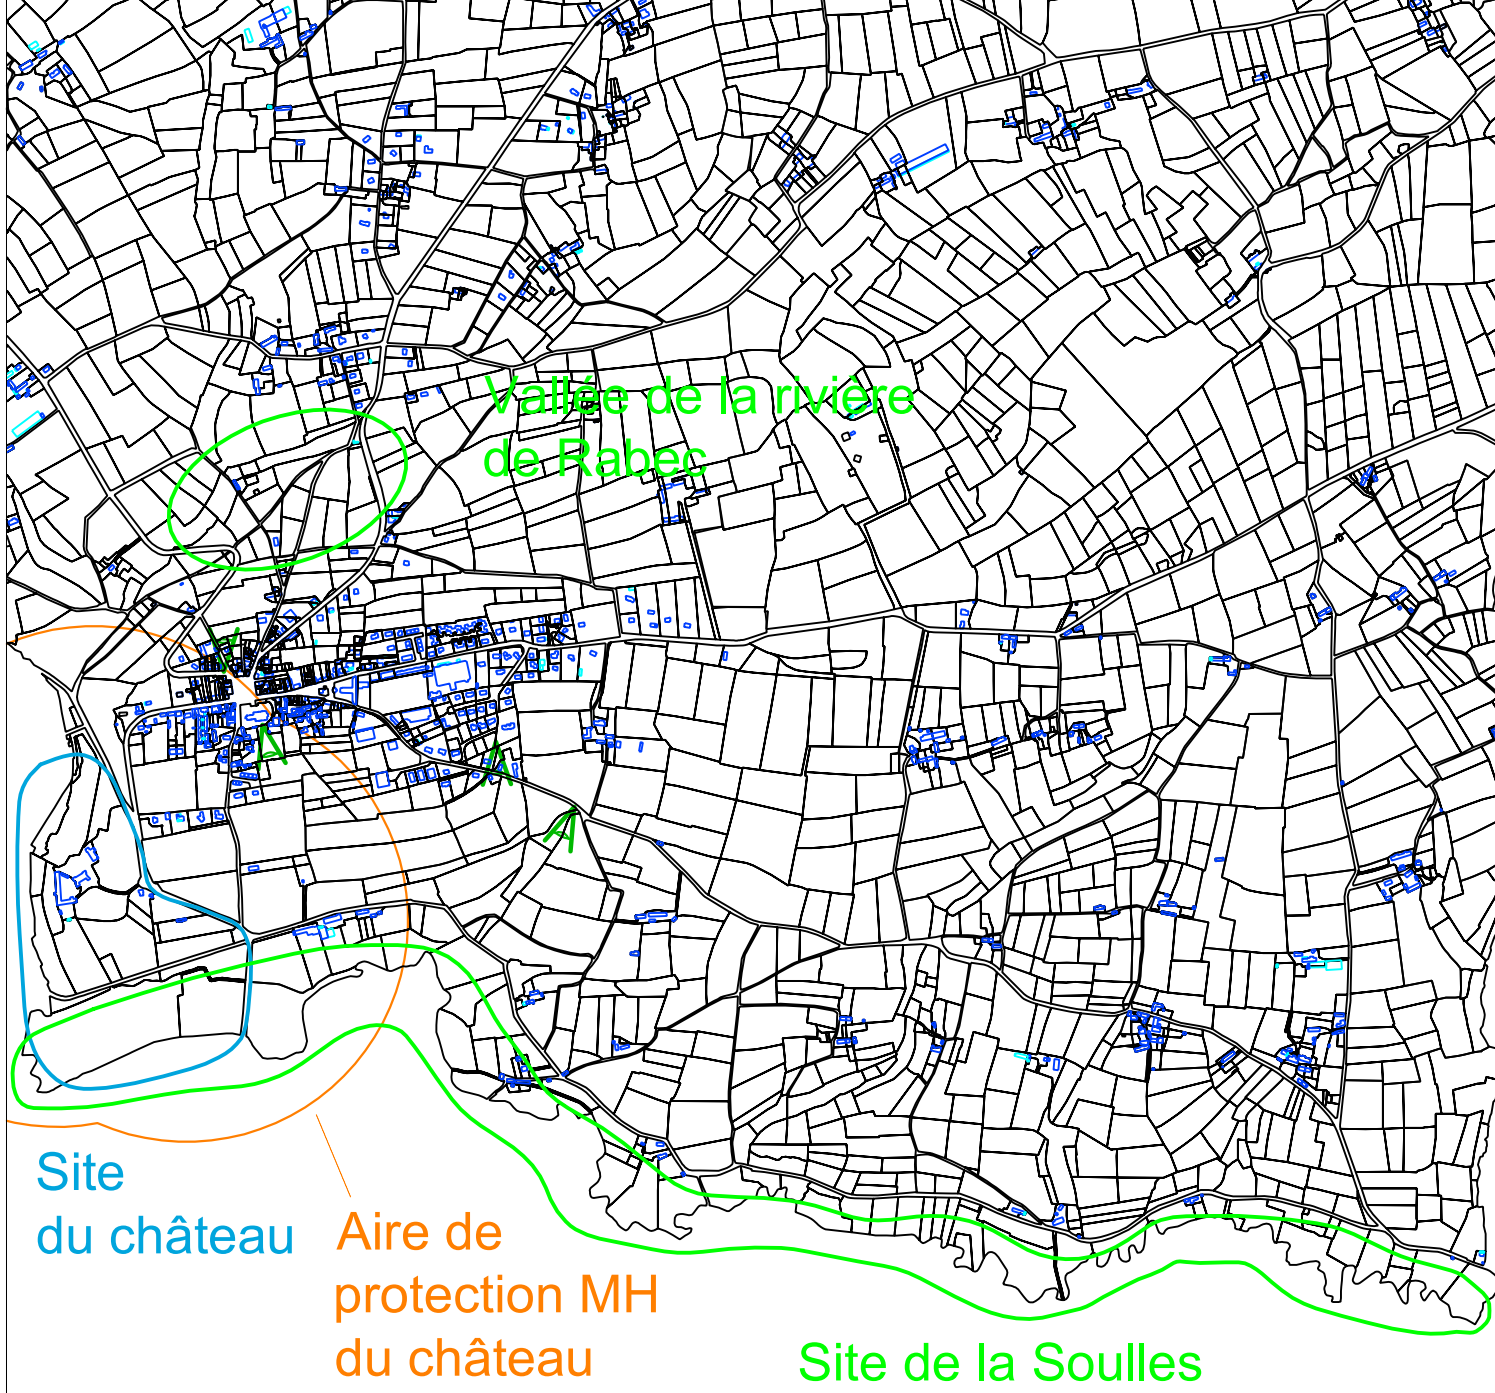 Vallée de la rivière
de Rabec
A
A
A
A
Site
du château
Aire de
protection MH
du château
Site de la Soulles